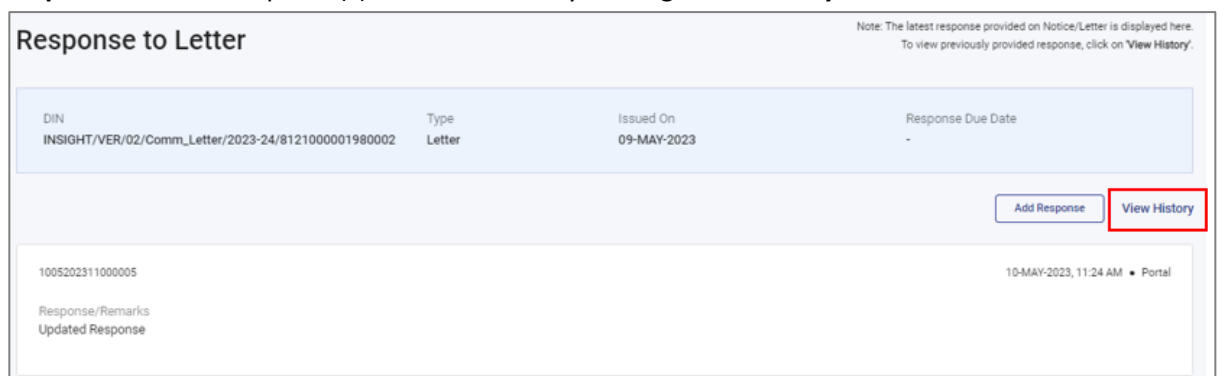 Response to Letter
Note: The latest response provided on Notice/Letter is displayed here.
To view previously provided response, click on 'View History'.
DIN Type Issued On Response Due Date
INSIGHT/VER/02/Comm_Letter/2023-24/8121000001980002 Letter 09-MAY-2023 -
Add Response View History
1005202311000005 10-MAY-2023, 11:24 AM • Portal
Response/Remarks
Updated Response